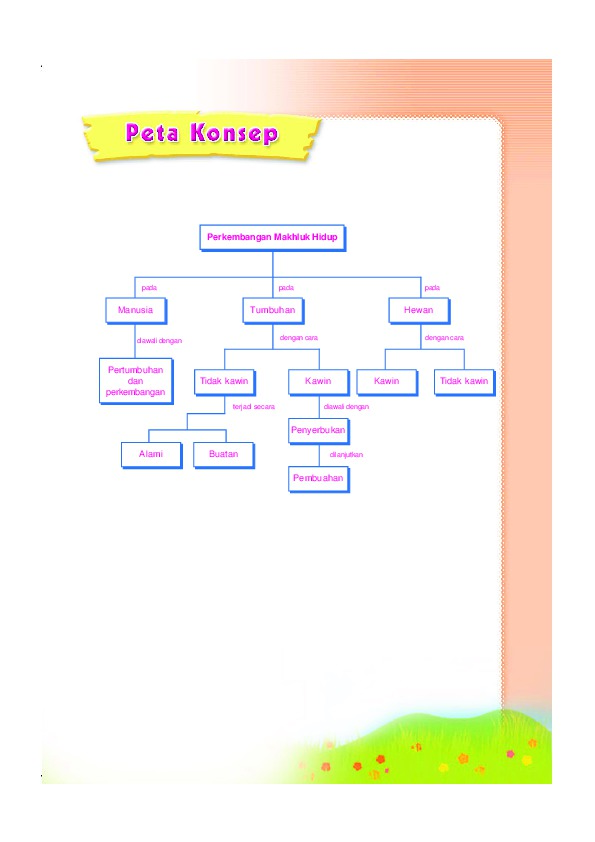 Peta Konsep
Perkembangan Makhluk Hidup
pada
pada
pada
Manusia
Tumbuhan
Hewan
diawali dengan
dengan cara
dengan cara
Pertumbuhan
dan
perkembangan
Tidak kawin
Kawin
Kawin
Tidak kawin
terjadi secara
diawali dengan
Penyerbukan
Alami
Buatan
dilanjutkan
Pembuahan